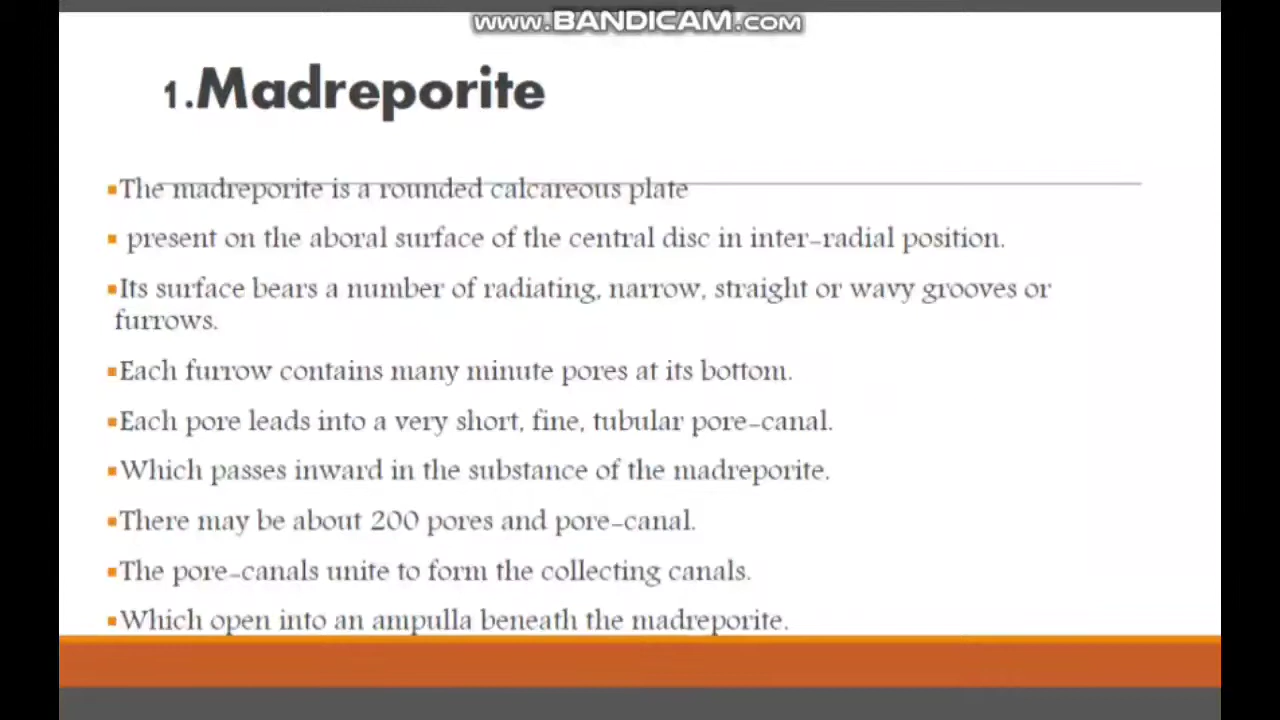 www.BANDICAM.com
1.Madreporite
▪The madreporite is a rounded calcareous plate
▪ present on the aboral surface of the central disc in inter-radial position.
▪Its surface bears a number of radiating, narrow, straight or wavy grooves or
furrows.
▪Each furrow contains many minute pores at its bottom.
▪Each pore leads into a very short, fine, tubular pore-canal.
▪Which passes inward in the substance of the madreporite.
▪There may be about 200 pores and pore-canal.
▪The pore-canals unite to form the collecting canals.
▪Which open into an ampulla beneath the madreporite.